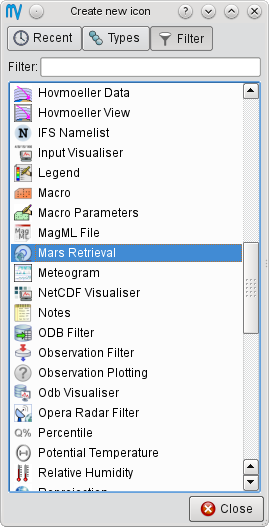 MV Create new icon ?
Recent Types Filter
Filter:
Hovmoeller Data
Hovmoeller View
N IFS Namelist
Input Visualiser
Legend
Macro
Macro Parameters
MagML File
Mars Retrieval
Meteogram
NetCDF Visualiser
Notes
ODB Filter
Observation Filter
? Observation Plotting
Odb Visualiser
Opera Radar Filter
Q% Percentile
Potential Temperature
Relative Humidity
Close